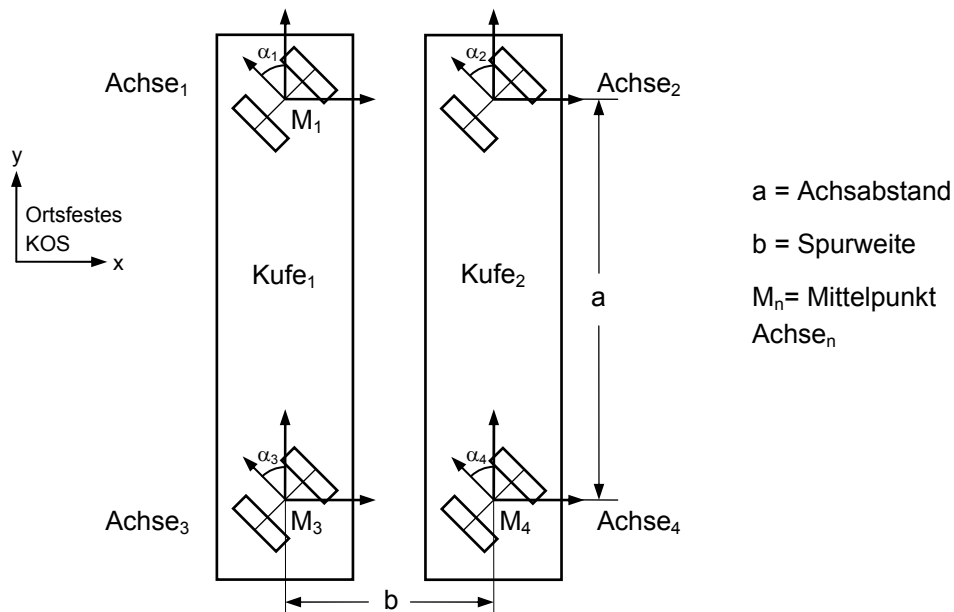 α1
α2
Achse1
M1
Achse2
y
Ortsfestes
KOS
x
Kufe1
Kufe2
a
a = Achsabstand
b = Spurweite
Mn= Mittelpunkt
Achsen
α3
α4
Achse3
M3
M4
Achse4
b